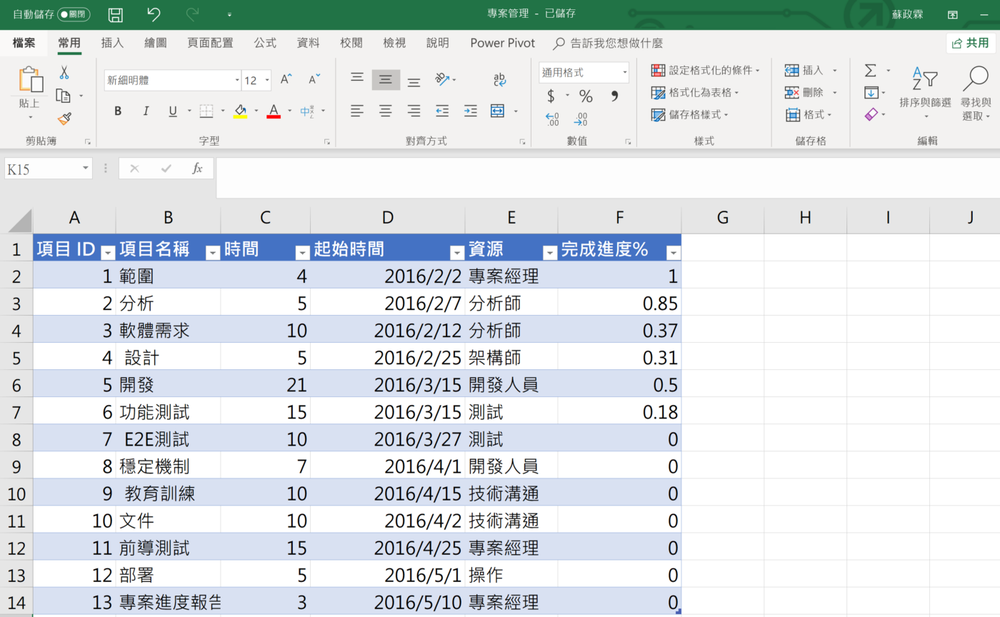 自動儲存 關閉 專案管理 - 已儲存 蘇政霖
檔案 常用 插入 繪圖 頁面配置 公式 資料 校閱 檢視 說明 Power Pivot 告訴我您想做什麼 共用
新細明體 12 通用格式 設定格式化的條件 插入
貼上 格式化為表格 刪除 排序與篩選 尋找與
B I U A 中 $ % 儲存格樣式 格式 選取
剪貼簿 字型 對齊方式 數值 樣式 儲存格 編輯
K15 fx
A B C D E F G H I J
1 項目 ID 項目名稱 時間 起始時間 資源 完成進度%
2 1 範圍 4 2016/2/2 專案經理 1
3 2 分析 5 2016/2/7 分析師 0.85
4 3 軟體需求 10 2016/2/12 分析師 0.37
5 4 設計 5 2016/2/25 架構師 0.31
6 5 開發 21 2016/3/15 開發人員 0.5
7 6 功能測試 15 2016/3/15 測試 0.18
8 7 E2E測試 10 2016/3/27 測試 0
9 8 穩定機制 7 2016/4/1 開發人員 0
10 9 教育訓練 10 2016/4/15 技術溝通 0
11 10 文件 10 2016/4/2 技術溝通 0
12 11 前導測試 15 2016/4/25 專案經理 0
13 12 部署 5 2016/5/1 操作 0
14 13 專案進度報告 3 2016/5/10 專案經理 0